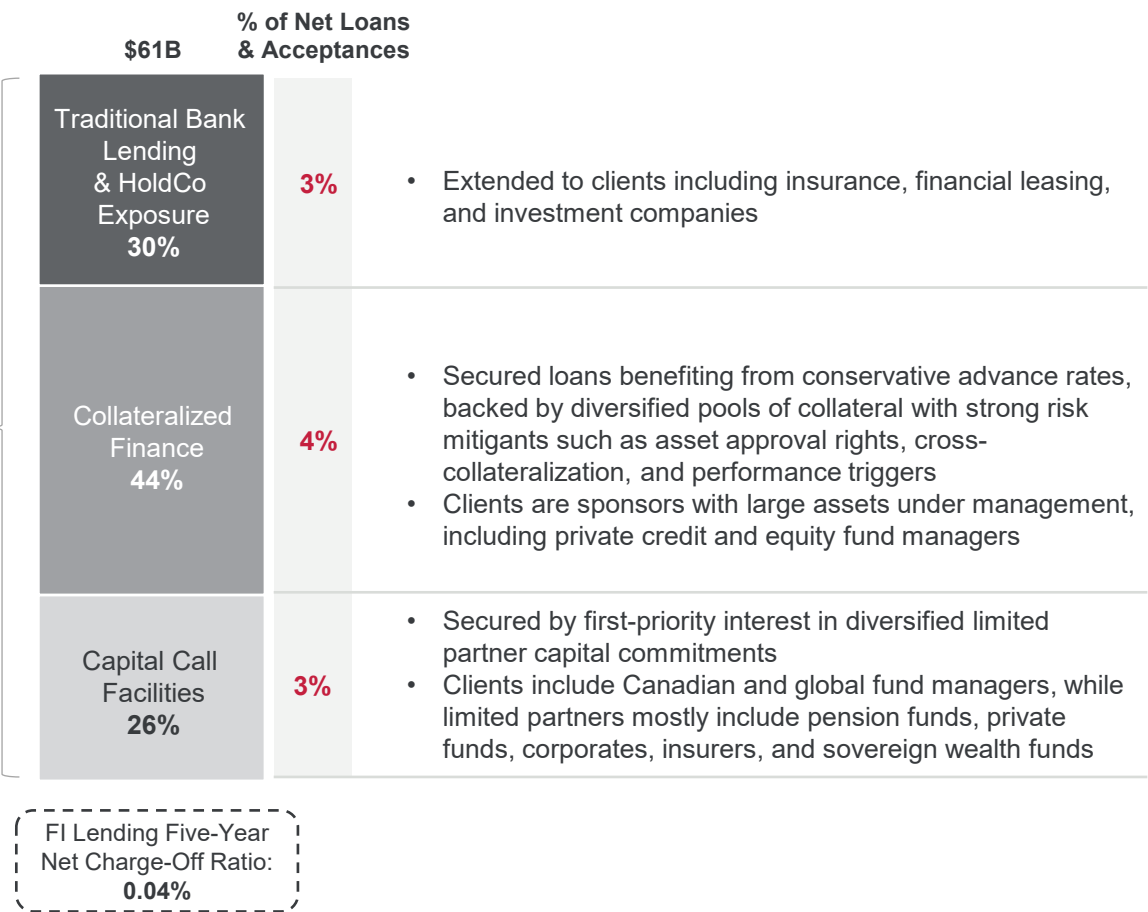 $61B
% of Net Loans
& Acceptances
Traditional Bank
Lending
& HoldCo
Exposure
30%
3%
• Extended to clients including insurance, financial leasing,
and investment companies
Collateralized
Finance
44%
4%
• Secured loans benefiting from conservative advance rates,
backed by diversified pools of collateral with strong risk
mitigants such as asset approval rights, cross-
collateralization, and performance triggers
• Clients are sponsors with large assets under management,
including private credit and equity fund managers
Capital Call
Facilities
26%
3%
• Secured by first-priority interest in diversified limited
partner capital commitments
• Clients include Canadian and global fund managers, while
limited partners mostly include pension funds, private
funds, corporates, insurers, and sovereign wealth funds
FI Lending Five-Year
Net Charge-Off Ratio:
0.04%